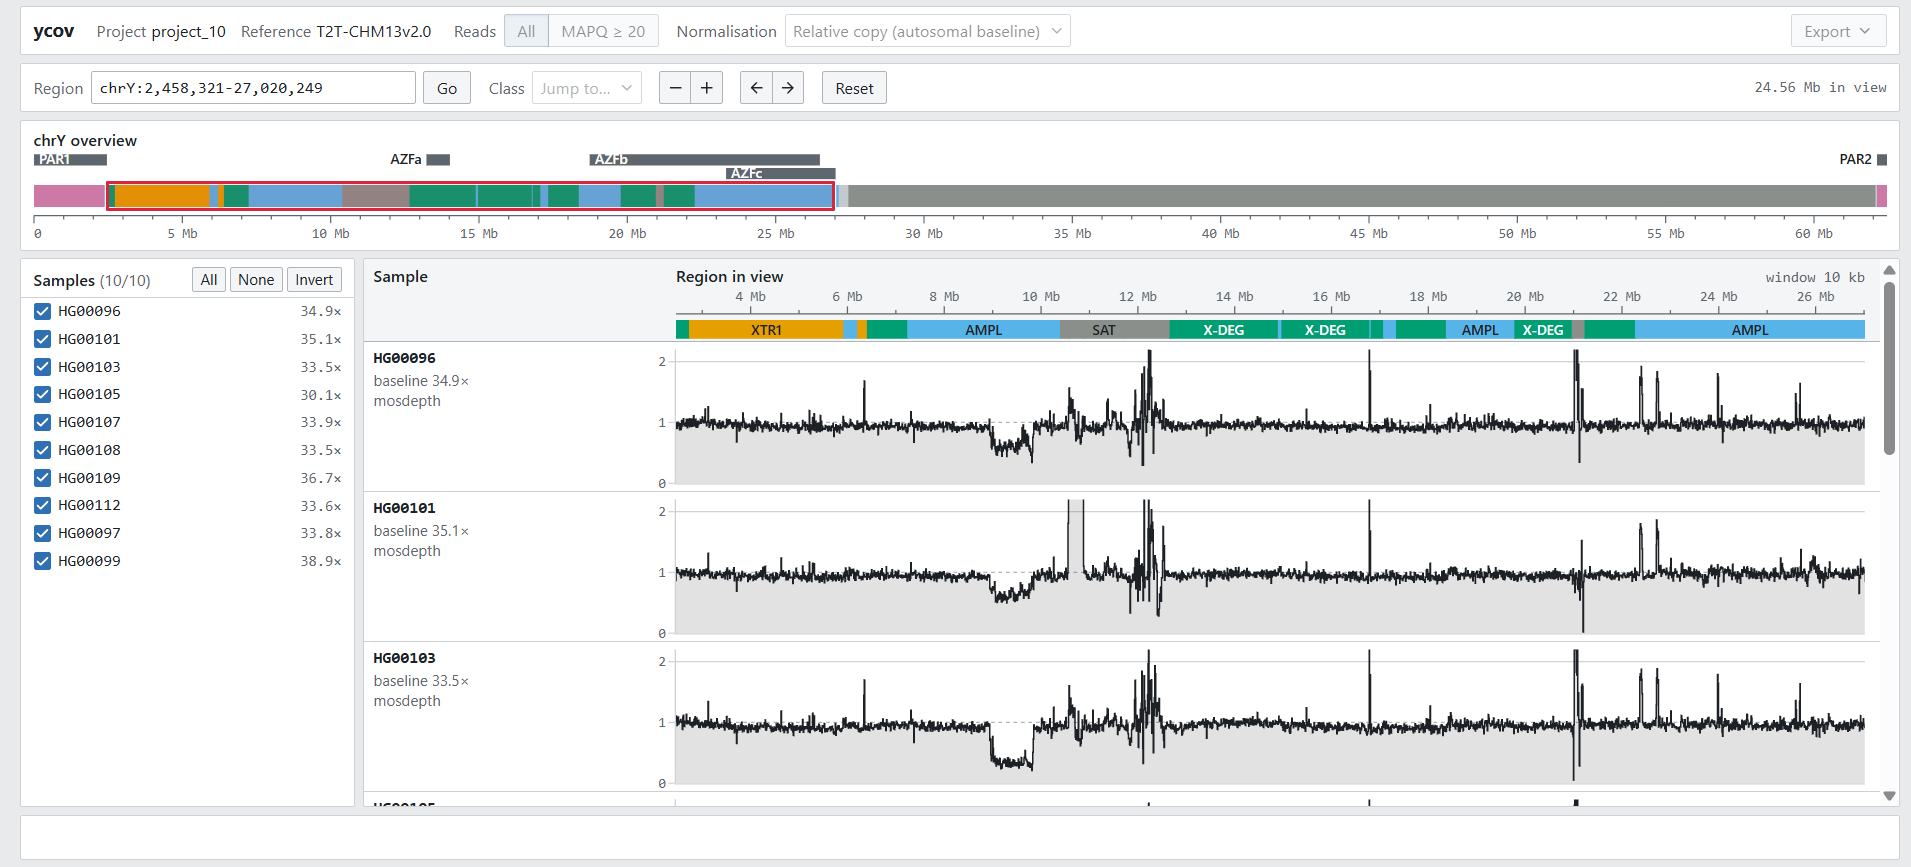 ycov Project project_10 Reference T2T-CHM13v2.0 Reads All MAPQ ≥ 20 Normalisation Relative copy (autosomal baseline) Export
Region chrY:2,458,321-27,020,249 Go Class Jump to... − + ← → Reset 24.56 Mb in view
chrY overview
PAR1 AZFa AZFb PAR2
AZFc
0 5 Mb 10 Mb 15 Mb 20 Mb 25 Mb 30 Mb 35 Mb 40 Mb 45 Mb 50 Mb 55 Mb 60 Mb
Samples (10/10) All None Invert
HG00096 34.9×
HG00101 35.1×
HG00103 33.5×
HG00105 30.1×
HG00107 33.9×
HG00108 33.5×
HG00109 36.7×
HG00112 33.6×
HG00097 33.8×
HG00099 38.9×
Sample Region in view window 10 kb
4 Mb 6 Mb 8 Mb 10 Mb 12 Mb 14 Mb 16 Mb 18 Mb 20 Mb 22 Mb 24 Mb 26 Mb
XTR1 AMPL SAT X-DEG X-DEG AMPL X-DEG AMPL
HG00096 2
baseline 34.9×
mosdepth
1
0
HG00101 2
baseline 35.1×
mosdepth
1
0
HG00103 2
baseline 33.5×
mosdepth
1
0
HG00105